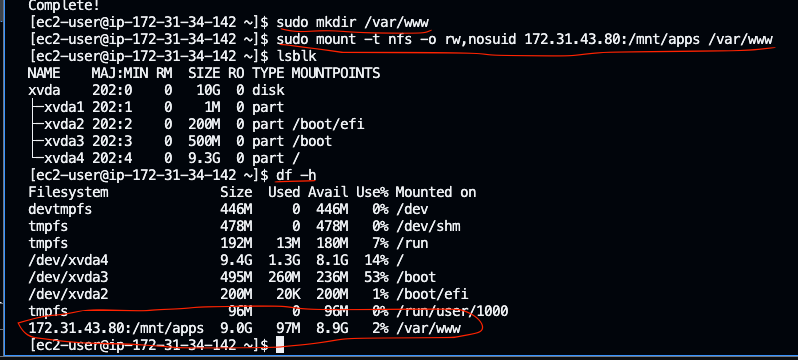 Complete!
[ec2-user@ip-172-31-34-142 ~]$ sudo mkdir /var/www
[ec2-user@ip-172-31-34-142 ~]$ sudo mount -t nfs -o rw,nosuid 172.31.43.80:/mnt/apps /var/www
[ec2-user@ip-172-31-34-142 ~]$ lsblk
NAME    MAJ:MIN RM  SIZE RO TYPE MOUNTPOINTS
xvda    202:0    0   10G  0 disk
├─xvda1 202:1    0    1M  0 part
├─xvda2 202:2    0  200M  0 part /boot/efi
├─xvda3 202:3    0  500M  0 part /boot
└─xvda4 202:4    0  9.3G  0 part /
[ec2-user@ip-172-31-34-142 ~]$ df -h
Filesystem              Size  Used Avail Use% Mounted on
devtmpfs                446M     0  446M   0% /dev
tmpfs                   478M     0  478M   0% /dev/shm
tmpfs                   192M   13M  180M   7% /run
/dev/xvda4              9.4G  1.3G  8.1G  14% /
/dev/xvda3              495M  260M  236M  53% /boot
/dev/xvda2              200M   20K  200M   1% /boot/efi
tmpfs                    96M     0   96M   0% /run/user/1000
172.31.43.80:/mnt/apps  9.0G   97M  8.9G   2% /var/www
[ec2-user@ip-172-31-34-142 ~]$